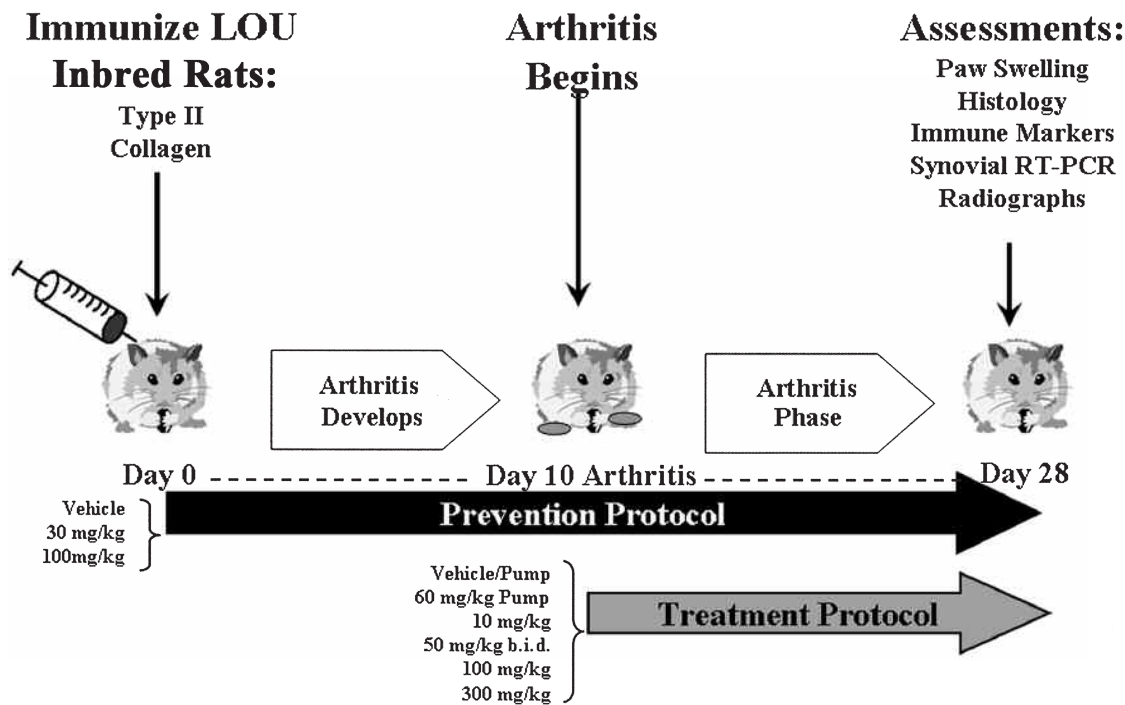 Immunize LOU
Inbred Rats:
Type II
Collagen
Arthritis
Begins
Assessments:
Paw Swelling
Histology
Immune Markers
Synovial RT-PCR
Radiographs
Arthritis
Develops
Arthritis
Phase
Day 0
Day 10 Arthritis
Day 28
Vehicle
30 mg/kg
100mg/kg
Prevention Protocol
Vehicle/Pump
60 mg/kg Pump
10 mg/kg
50 mg/kg b.i.d.
100 mg/kg
300 mg/kg
Treatment Protocol